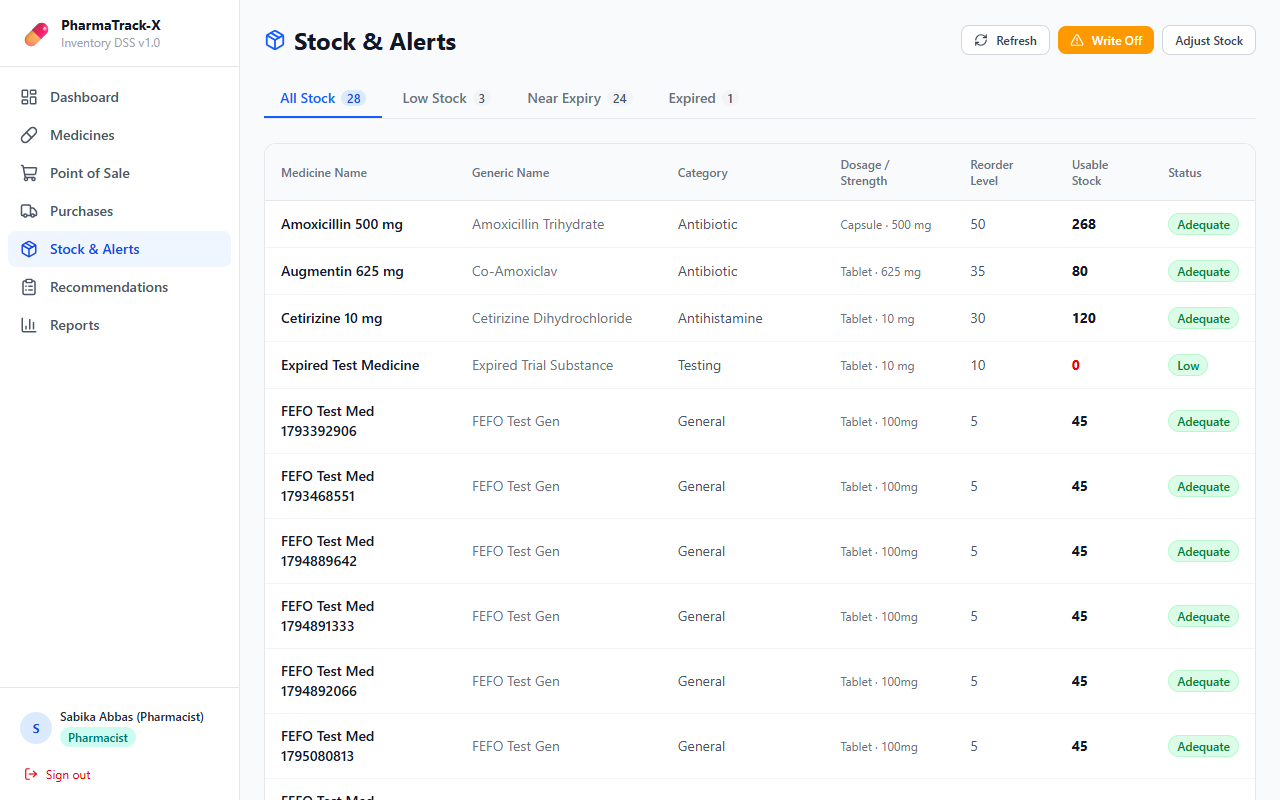 PharmaTrack-X
Inventory DSS v1.0
Dashboard
Medicines
Point of Sale
Purchases
Stock & Alerts
Recommendations
Reports
Sabika Abbas (Pharmacist)
S
Pharmacist
Sign out
Stock & Alerts
Refresh
Write Off
Adjust Stock
All Stock 28
Low Stock 3
Near Expiry 24
Expired 1
Medicine Name Generic Name Category Dosage / Strength Reorder Level Usable Stock Status
Amoxicillin 500 mg Amoxicillin Trihydrate Antibiotic Capsule · 500 mg 50 268 Adequate
Augmentin 625 mg Co-Amoxiclav Antibiotic Tablet · 625 mg 35 80 Adequate
Cetirizine 10 mg Cetirizine Dihydrochloride Antihistamine Tablet · 10 mg 30 120 Adequate
Expired Test Medicine Expired Trial Substance Testing Tablet · 10 mg 10 0 Low
FEFO Test Med 1793392906 FEFO Test Gen General Tablet · 100mg 5 45 Adequate
FEFO Test Med 1793468551 FEFO Test Gen General Tablet · 100mg 5 45 Adequate
FEFO Test Med 1794889642 FEFO Test Gen General Tablet · 100mg 5 45 Adequate
FEFO Test Med 1794891333 FEFO Test Gen General Tablet · 100mg 5 45 Adequate
FEFO Test Med 1794892066 FEFO Test Gen General Tablet · 100mg 5 45 Adequate
FEFO Test Med 1795080813 FEFO Test Gen General Tablet · 100mg 5 45 Adequate